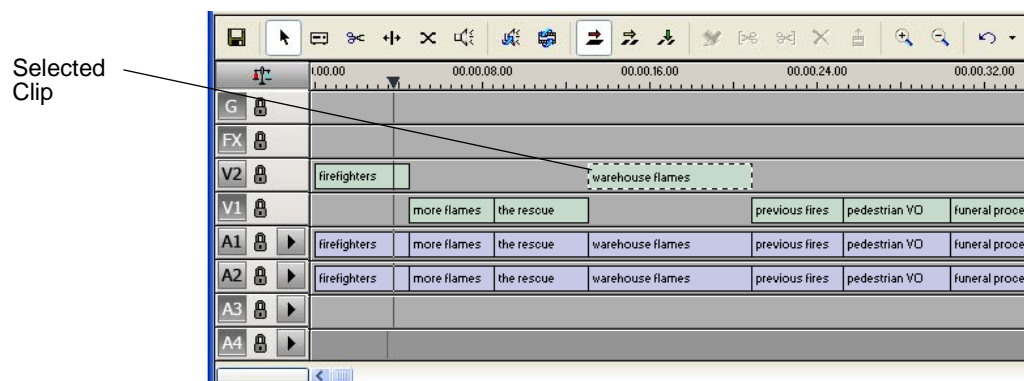 Selected
Clip
0.00.00 00.00.08.00 00.00.16.00 00.00.24.00 00.00.32.00
G
FX
V2 firefighters warehouse flames
V1 more flames the rescue previous fires pedestrian VO funeral proce
A1 firefighters more flames the rescue warehouse flames previous fires pedestrian VO funeral proce
A2 firefighters more flames the rescue warehouse flames previous fires pedestrian VO funeral proce
A3
A4